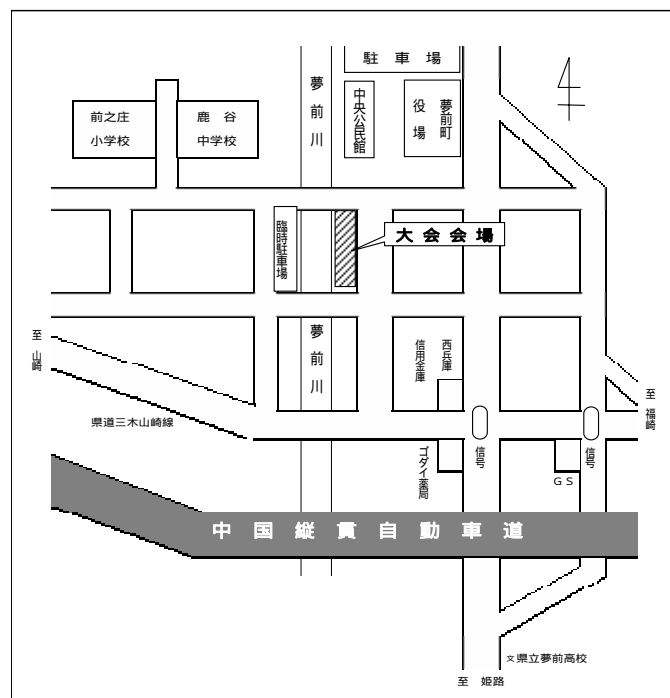 駐車場
夢前川
中央公民館
役場
夢前町
前之庄
小学校
鹿谷
中学校
臨時駐車場
大会会場
夢前川
信用金庫
西兵庫
至 山崎
至 福崎
県道三木山崎線
ゴダイ薬局
信号
信号
GS
中国縦貫自動車道
文県立夢前高校
至 姫路